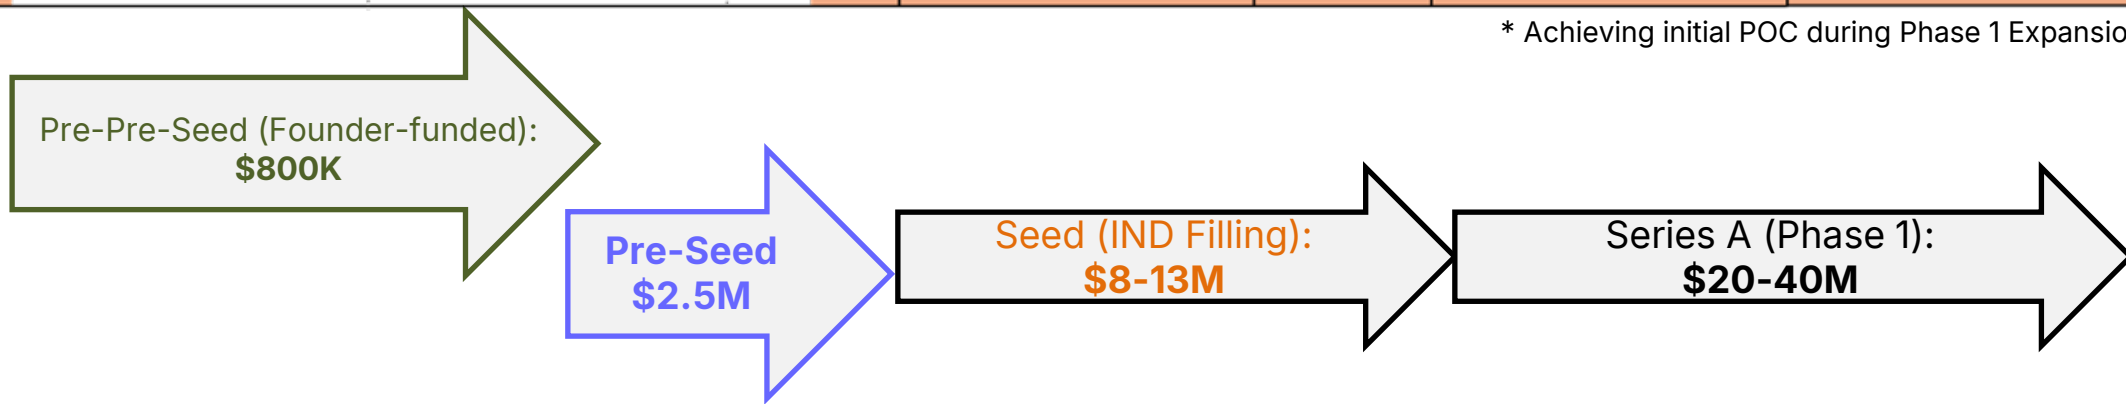 * Achieving initial POC during Phase 1 Expansio
Pre-Pre-Seed (Founder-funded):
$800K
Pre-Seed
$2.5M
Seed (IND Filling):
$8-13M
Series A (Phase 1):
$20-40M